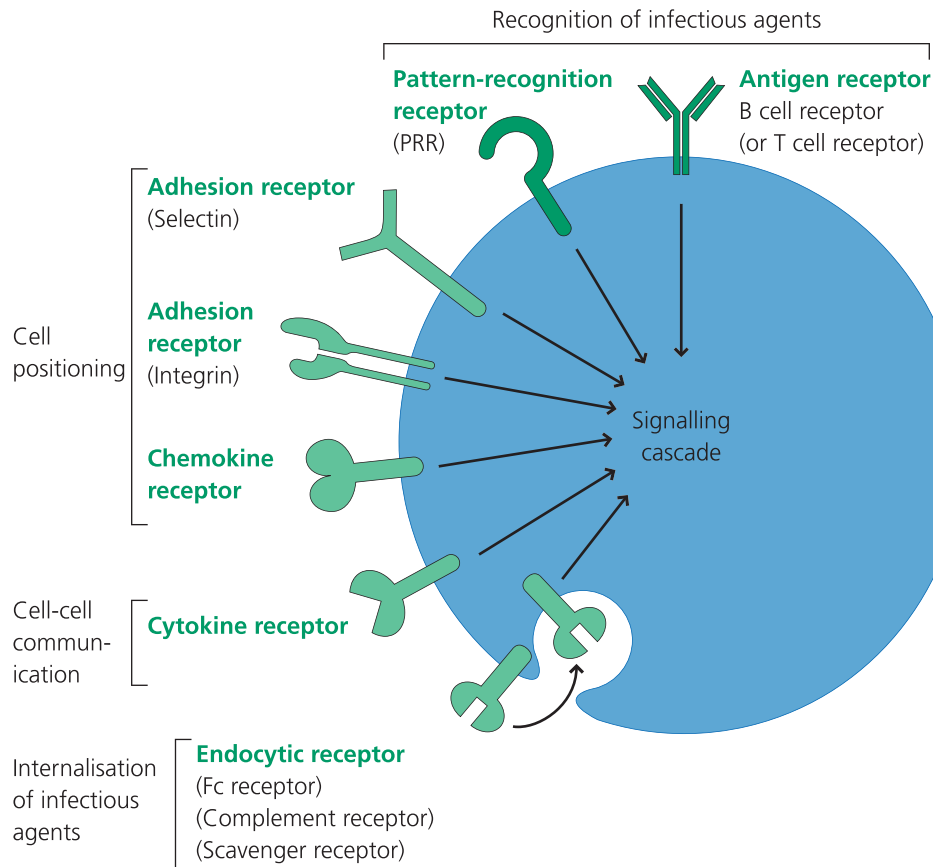 Recognition of infectious agents
Pattern-recognition
receptor
(PRR)
Antigen receptor
B cell receptor
(or T cell receptor)
Adhesion receptor
(Selectin)
Adhesion
receptor
(Integrin)
Cell
positioning
Chemokine
receptor
Signalling
cascade
Cell-cell
commun-
ication
Cytokine receptor
Internalisation
of infectious
agents
Endocytic receptor
(Fc receptor)
(Complement receptor)
(Scavenger receptor)